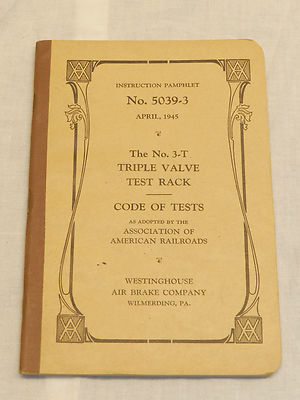 INSTRUCTION PAMPHLET
No. 5039-3
APRIL, 1945
The No. 3-T
TRIPLE VALVE
TEST RACK
CODE OF TESTS
AS ADOPTED BY THE
ASSOCIATION OF
AMERICAN RAILROADS
WESTINGHOUSE
AIR BRAKE COMPANY
WILMERDING, PA.